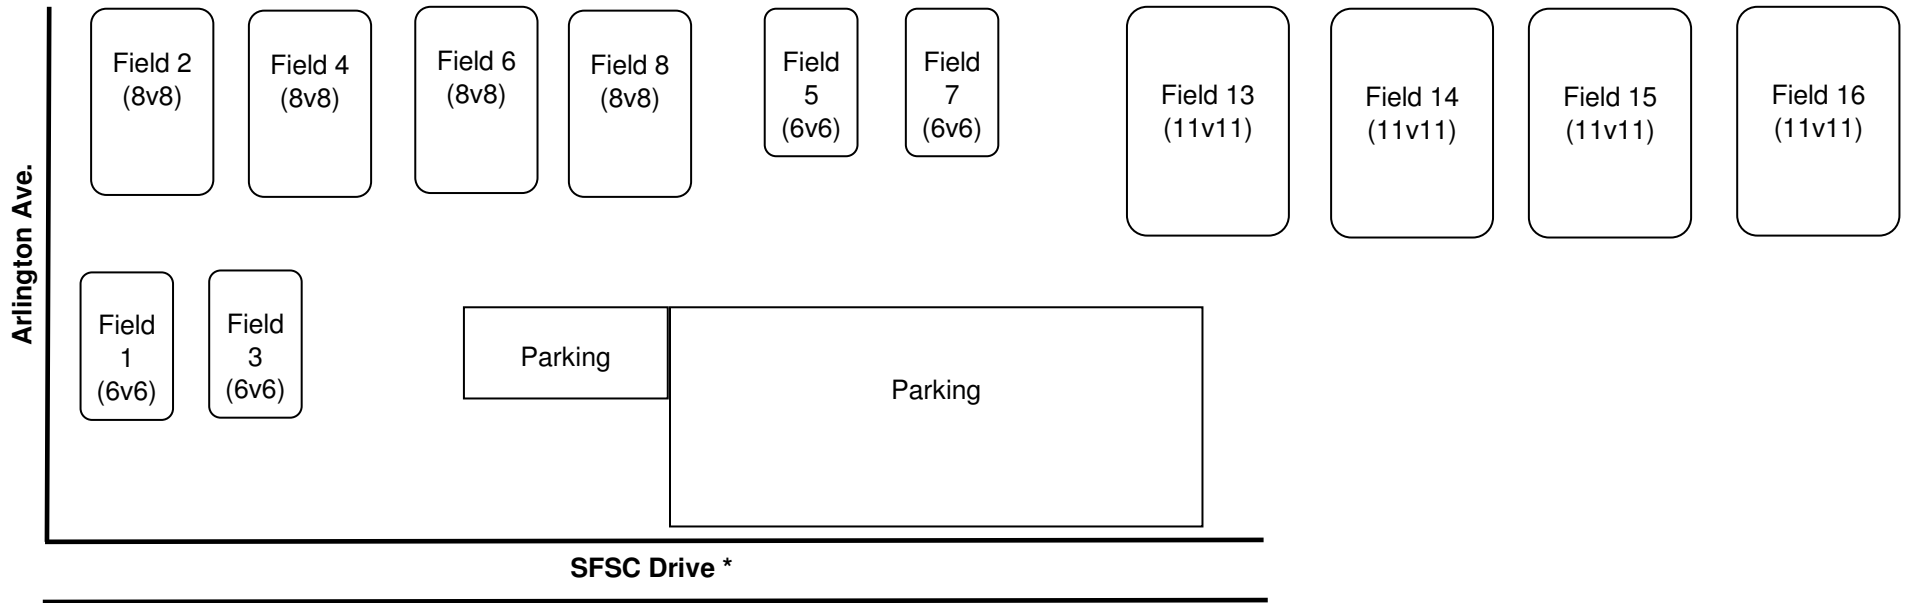 Field 2
(8v8)
Field 4
(8v8)
Field 6
(8v8)
Field 8
(8v8)
Field
5
(6v6)
Field
7
(6v6)
Field 13
(11v11)
Field 14
(11v11)
Field 15
(11v11)
Field 16
(11v11)
Arlington Ave.
Field
1
(6v6)
Field
3
(6v6)
Parking
Parking
SFSC Drive *